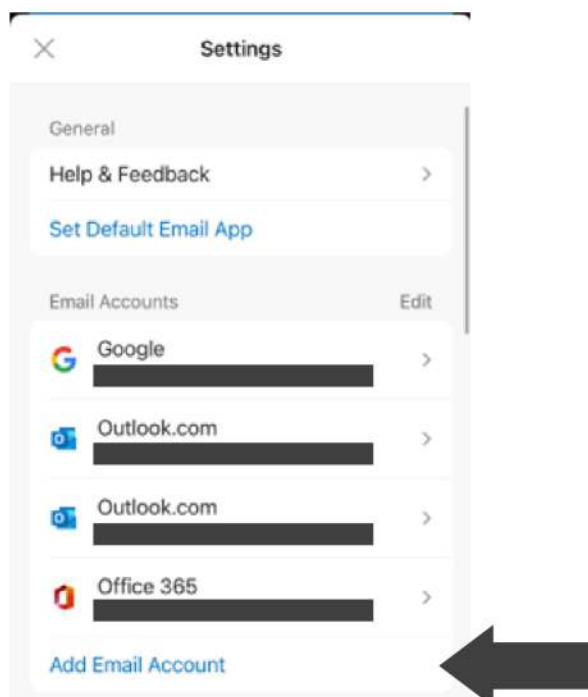 Settings
General
Help & Feedback
Set Default Email App
Email Accounts Edit
Google
Outlook.com
Outlook.com
Office 365
Add Email Account